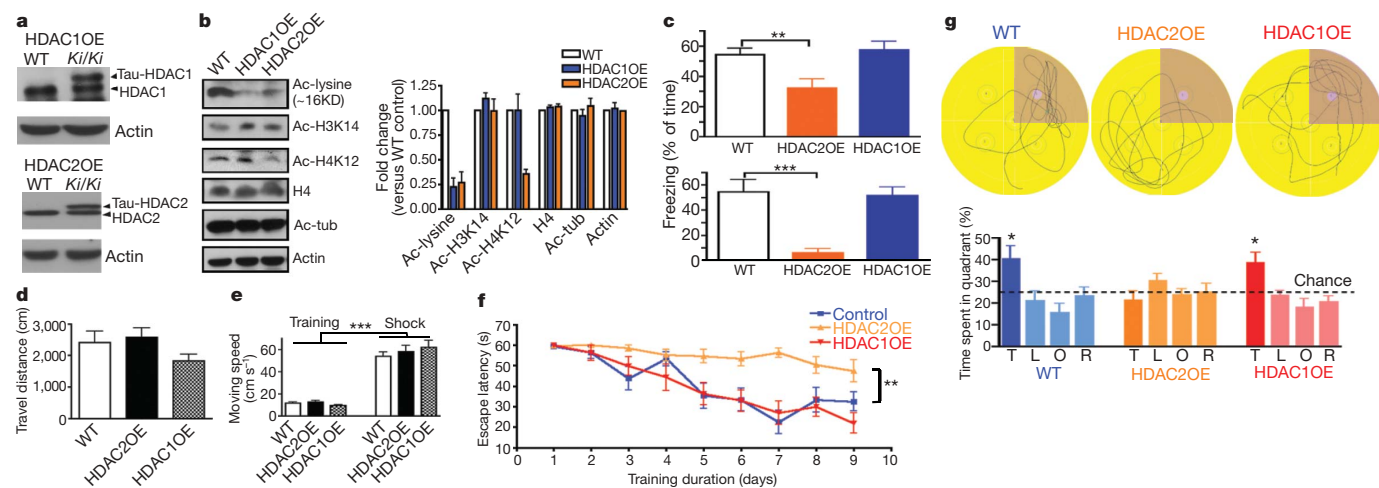 a
HDAC1OE
WT Ki/Ki
Tau-HDAC1
HDAC1
Actin
HDAC2OE
WT Ki/Ki
Tau-HDAC2
HDAC2
Actin
b
WT
HDAC1OE
HDAC2OE
Ac-lysine
(~16KD)
Ac-H3K14
Ac-H4K12
H4
Ac-tub
Actin
WT
HDAC1OE
HDAC2OE
Fold change
(versus WT control)
1.25
1.00
0.75
0.50
0.25
0.00
Ac-lysine
Ac-H3K14
Ac-H4K12
H4
Ac-tub
Actin
c
Freezing (% of time)
60
40
20
0
**
WT HDAC2OE HDAC1OE
60
40
20
0
***
WT HDAC2OE HDAC1OE
d
Travel distance (cm)
3,000
2,000
1,000
0
WT
HDAC2OE
HDAC1OE
e
Moving speed
(cm s⁻¹)
60
40
20
0
Training *** Shock
WT
HDAC2OE
HDAC1OE
WT
HDAC2OE
HDAC1OE
f
Escape latency (s)
70
60
50
40
30
20
10
Control
HDAC2OE
HDAC1OE
**
0 1 2 3 4 5 6 7 8 9 10
Training duration (days)
g
WT HDAC2OE HDAC1OE
Time spent in quadrant (%)
50
40
30
20
10
0
* *
Chance
T L O R T L O R T L O R
WT HDAC2OE HDAC1OE